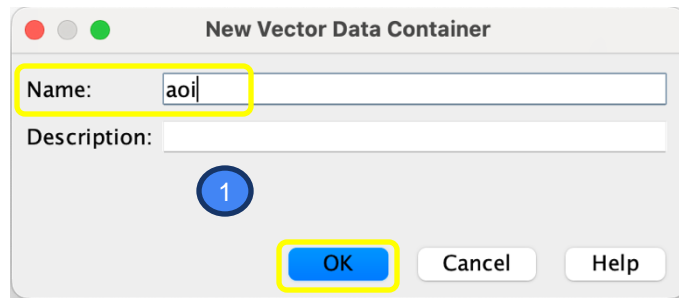 New Vector Data Container
Name: aoi
Description:
1
OK Cancel Help